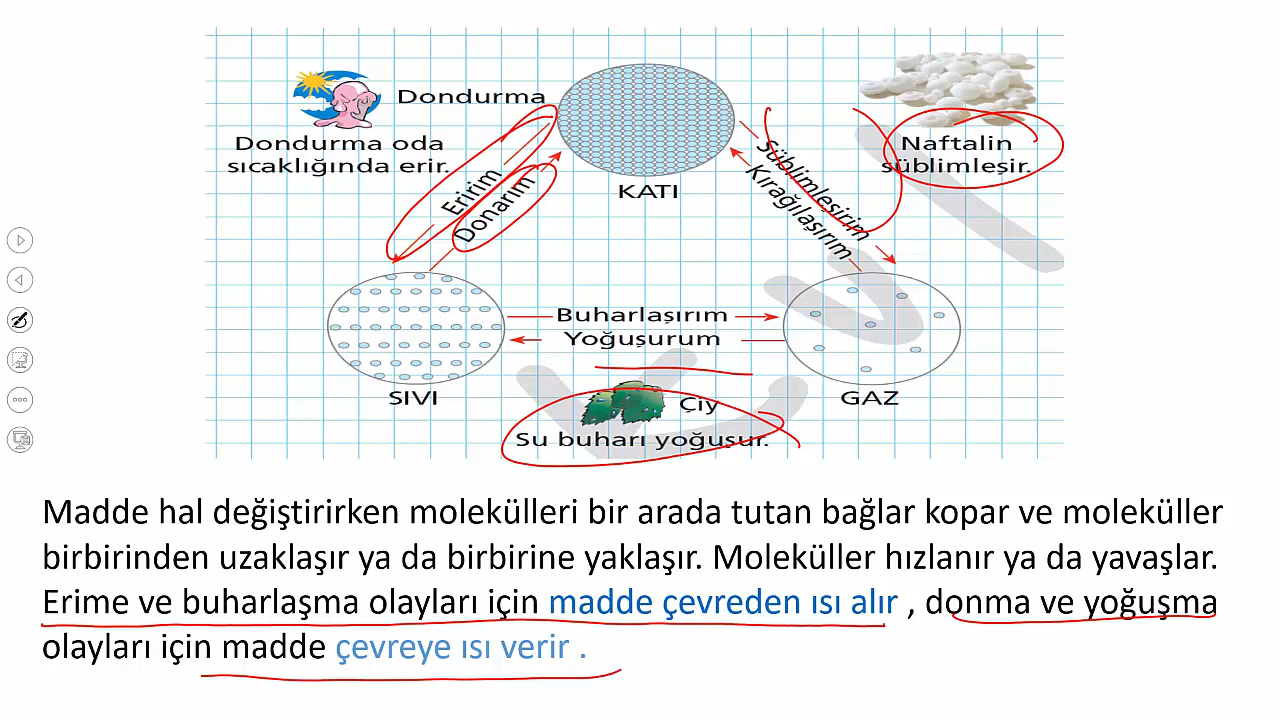 Dondurma
Dondurma oda
sıcaklığında erir.
KATI
Naftalin
süblimleşir.
Eririm
Donarım
Süblimleşirim
Kırağılaşırım
Buharlaşırım
Yoğuşurum
SIVI
GAZ
Çiy
Su buharı yoğuşur.
Madde hal değiştirirken molekülleri bir arada tutan bağlar kopar ve moleküller
birbirinden uzaklaşır ya da birbirine yaklaşır. Moleküller hızlanır ya da yavaşlar.
Erime ve buharlaşma olayları için madde çevreden ısı alır , donma ve yoğuşma
olayları için madde çevreye ısı verir .